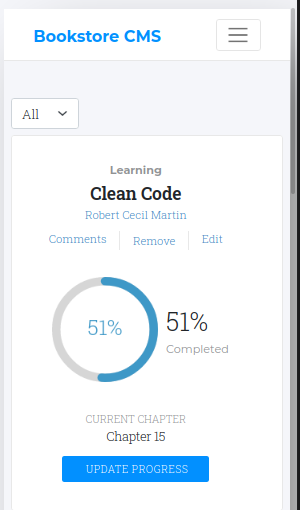 Bookstore CMS
All
Learning
Clean Code
Robert Cecil Martin
Comments Remove Edit
51%
51%
Completed
CURRENT CHAPTER
Chapter 15
UPDATE PROGRESS